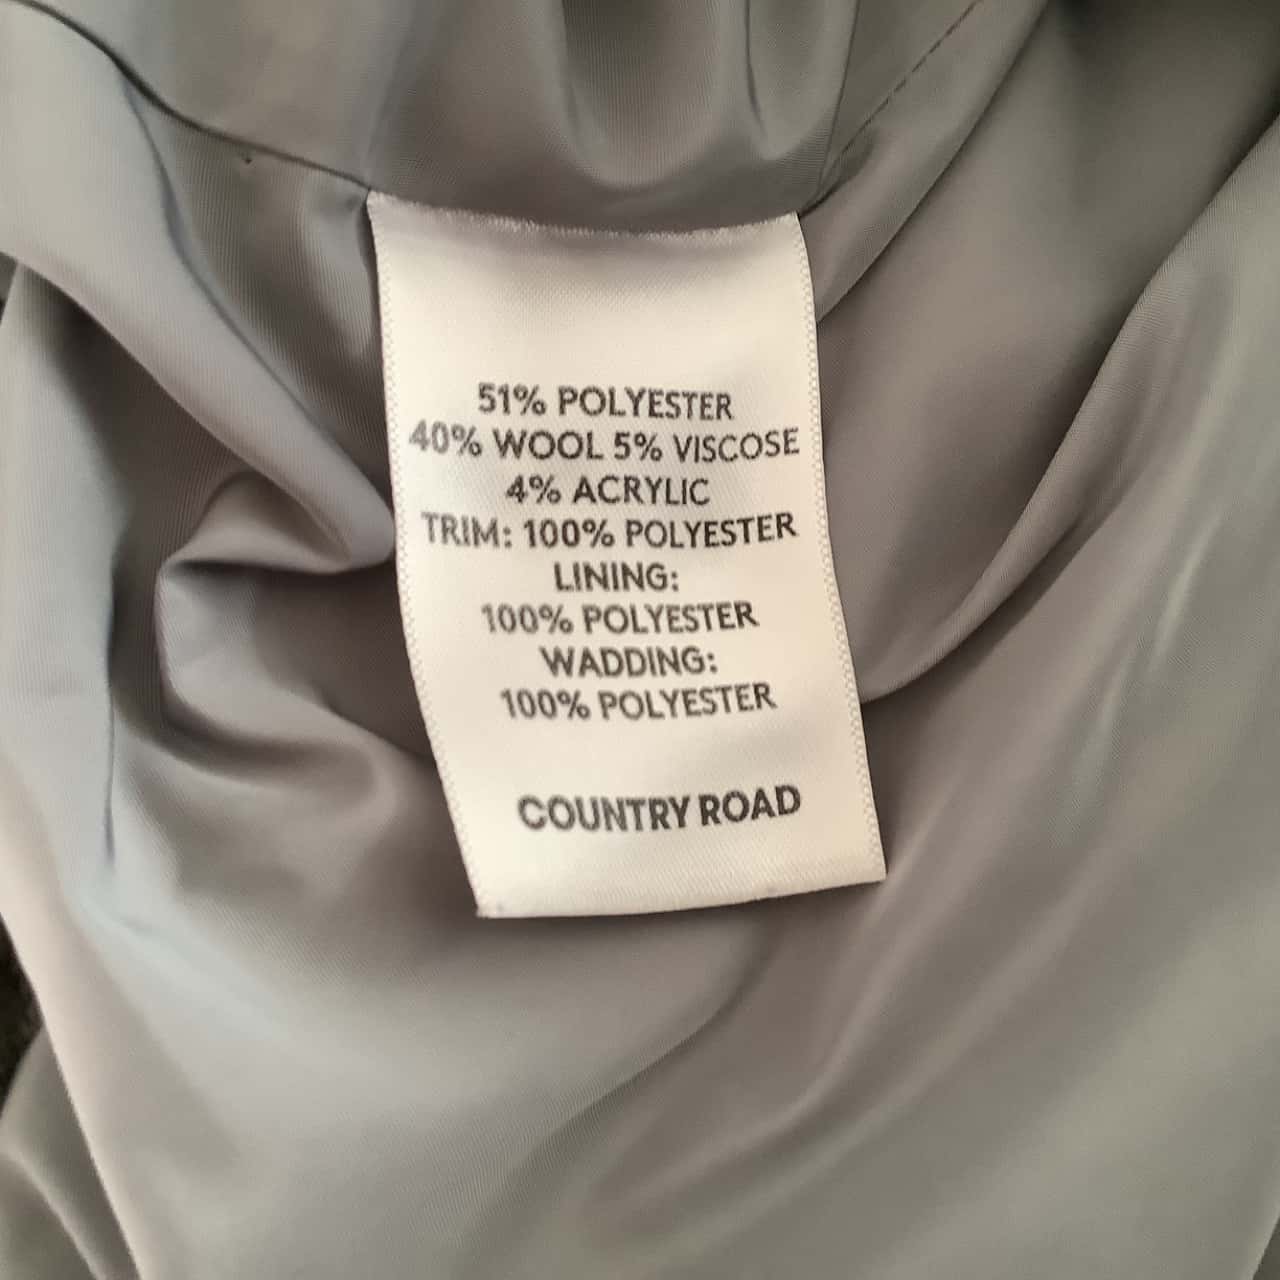 51% POLYESTER
40% WOOL 5% VISCOSE
4% ACRYLIC
TRIM: 100% POLYESTER
LINING:
100% POLYESTER
WADDING:
100% POLYESTER
COUNTRY ROAD